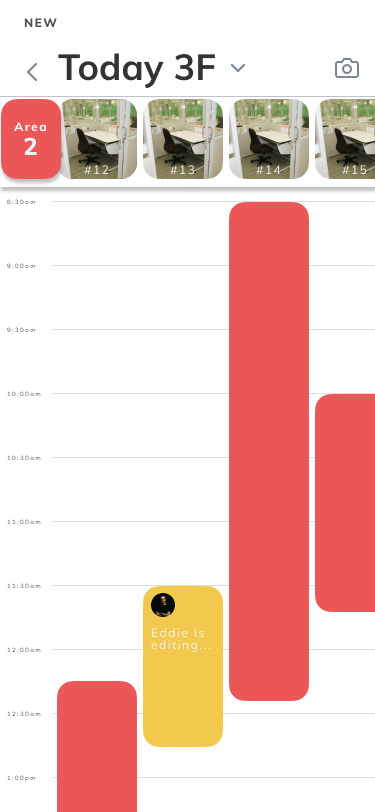 NEW
Today 3F
Area
2
#12
#13
#14
#15
8:30am
9:00am
9:30am
10:00am
10:30am
11:00am
11:30am
Eddie is
editing...
12:00am
12:30am
1:00pm